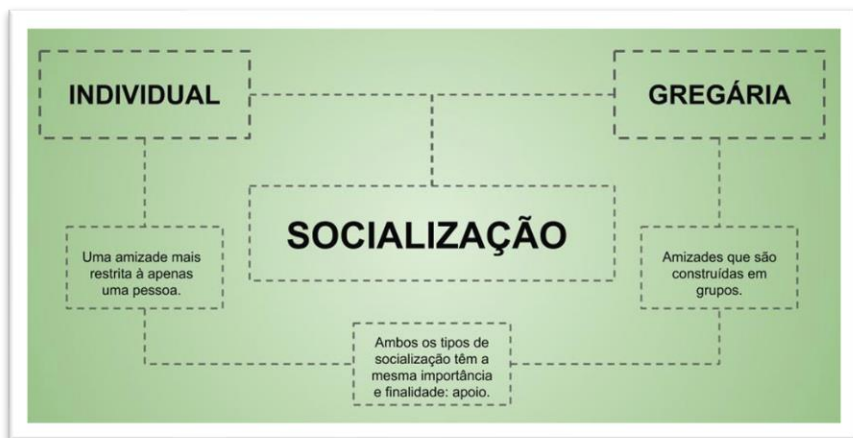 INDIVIDUAL
GREGÁRIA
SOCIALIZAÇÃO
Uma amizade mais
restrita à apenas
uma pessoa.
Amizades que são
construídas em
grupos.
Ambos os tipos de
socialização têm a
mesma importância
e finalidade: apoio.